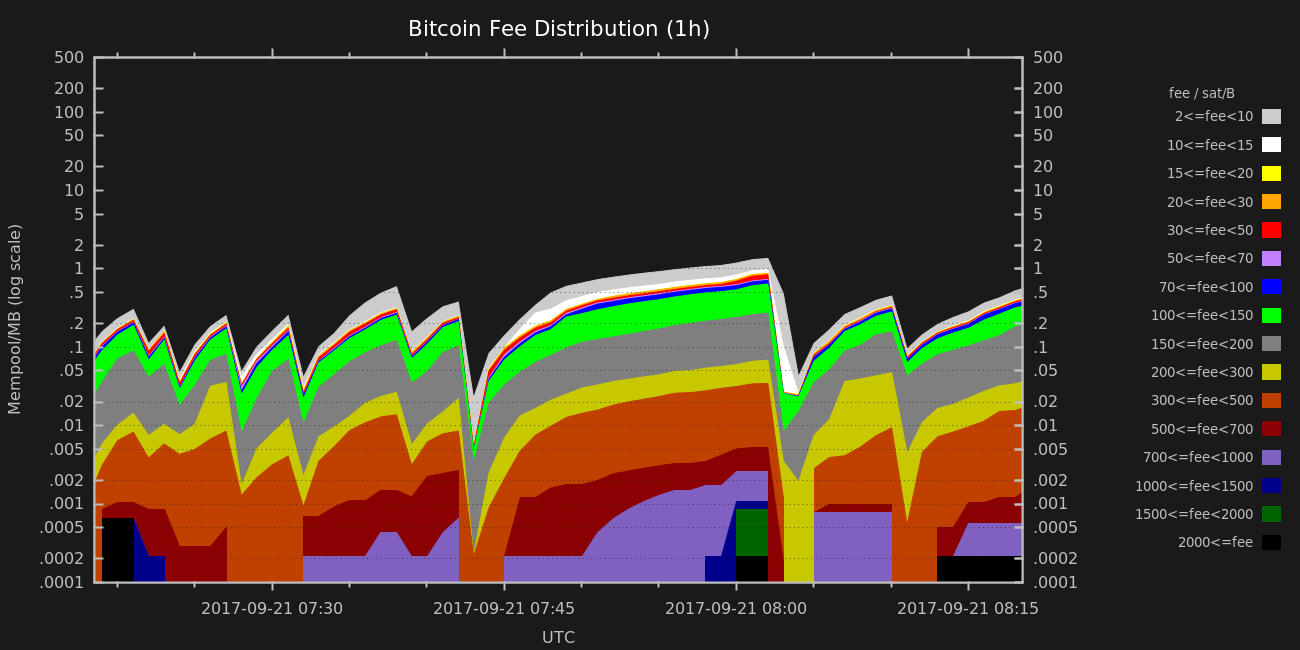 Bitcoin Fee Distribution (1h)
Mempool/MB (log scale)
500
200
100
50
20
10
5
2
1
.5
.2
.1
.05
.02
.01
.005
.002
.001
.0005
.0002
.0001
500
200
100
50
20
10
5
2
1
.5
.2
.1
.05
.02
.01
.005
.002
.001
.0005
.0002
.0001
2017-09-21 07:30
2017-09-21 07:45
2017-09-21 08:00
2017-09-21 08:15
UTC
fee / sat/B
2<=fee<10
10<=fee<15
15<=fee<20
20<=fee<30
30<=fee<50
50<=fee<70
70<=fee<100
100<=fee<150
150<=fee<200
200<=fee<300
300<=fee<500
500<=fee<700
700<=fee<1000
1000<=fee<1500
1500<=fee<2000
2000<=fee